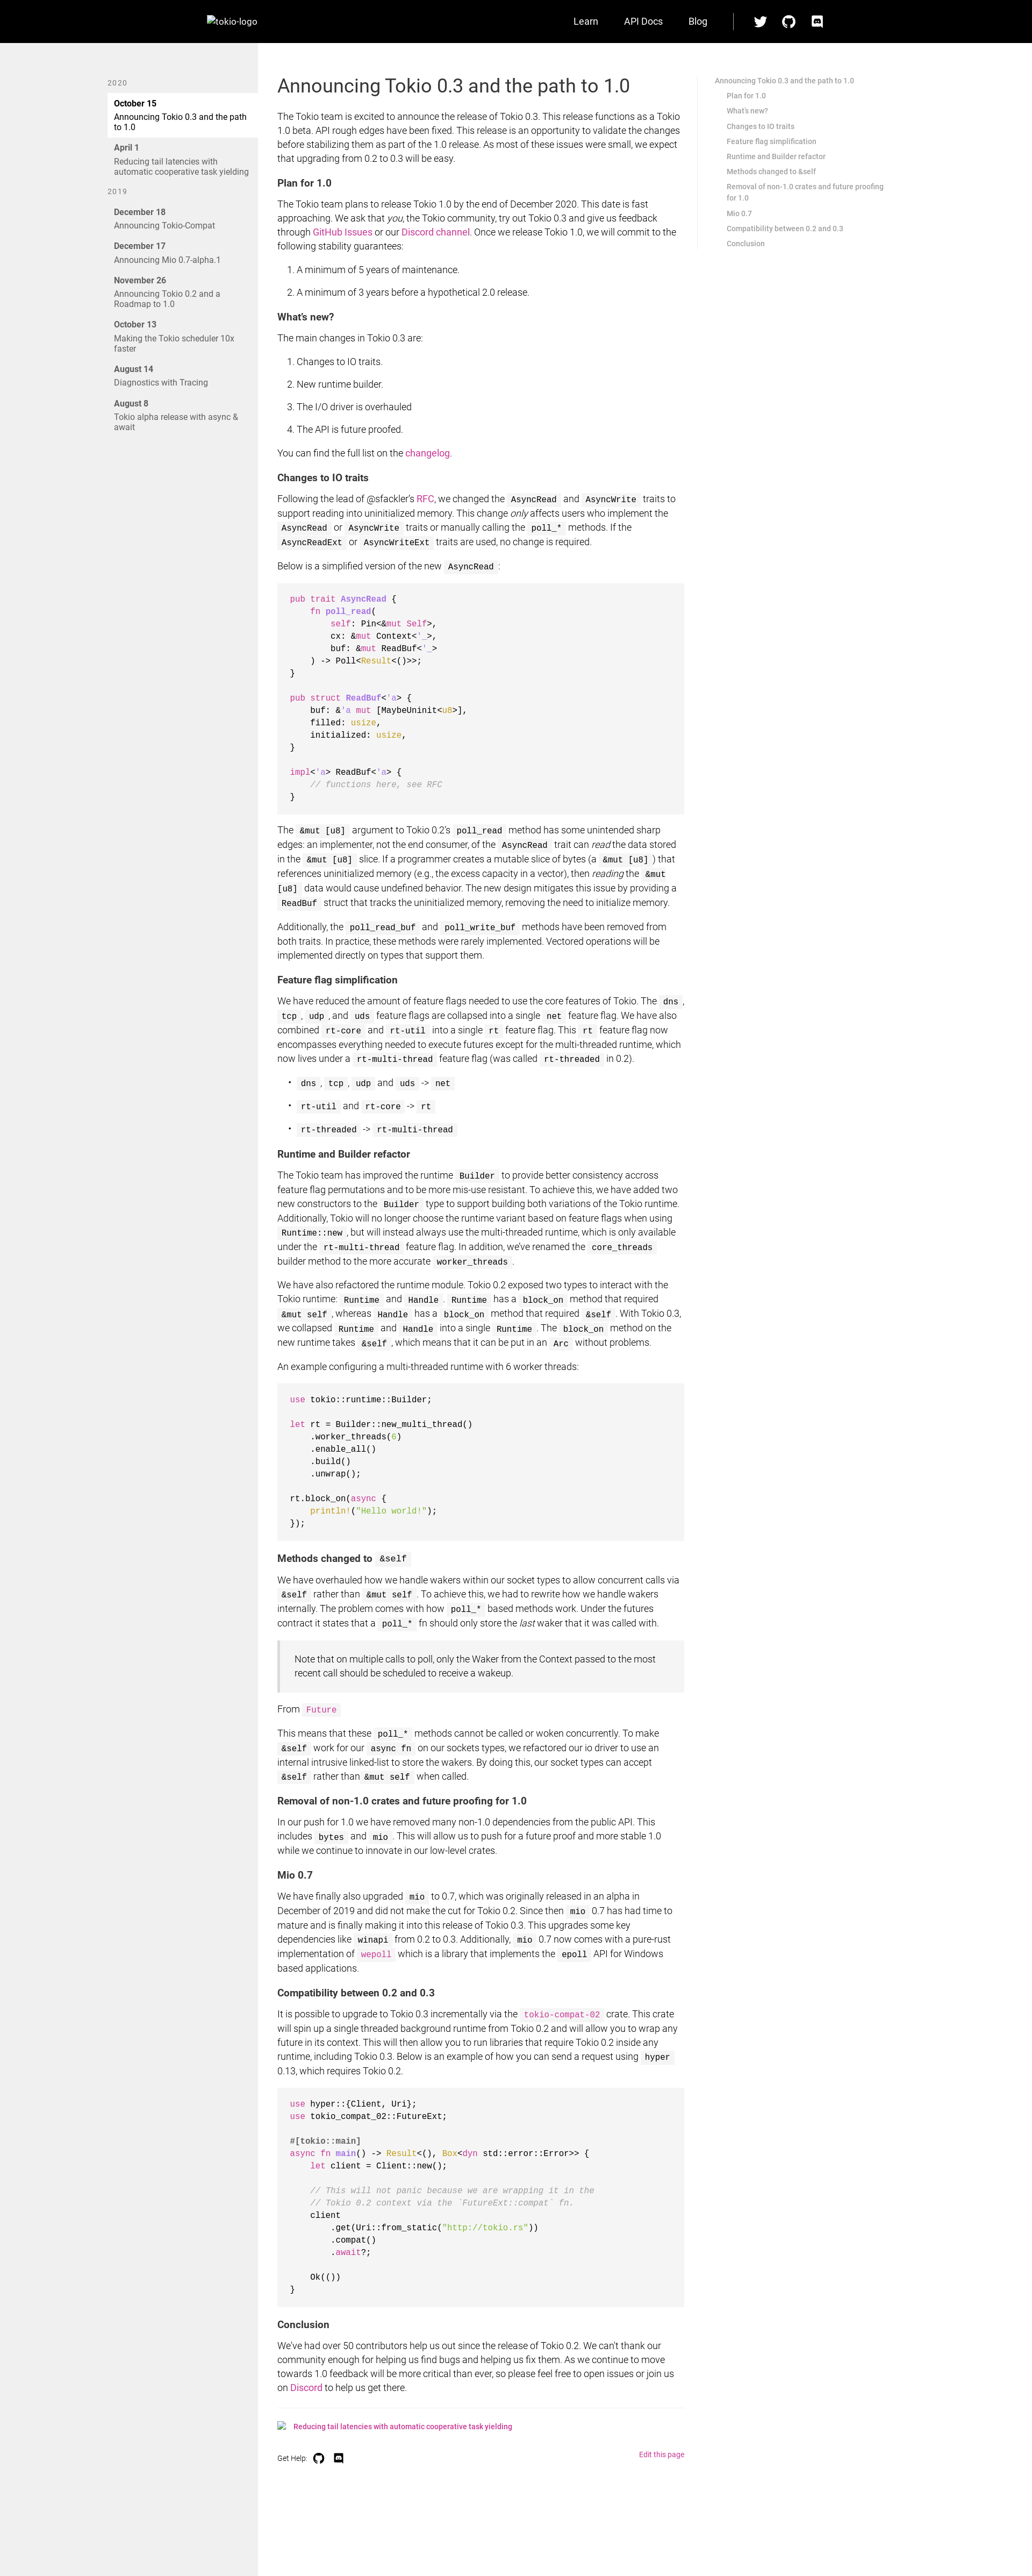 tokio-logo
Learn
API Docs
Blog
2020
October 15
Announcing Tokio 0.3 and the path
to 1.0
April 1
Reducing tail latencies with
automatic cooperative task yielding
2019
December 18
Announcing Tokio-Compat
December 17
Announcing Mio 0.7-alpha.1
November 26
Announcing Tokio 0.2 and a
Roadmap to 1.0
October 13
Making the Tokio scheduler 10x
faster
August 14
Diagnostics with Tracing
August 8
Tokio alpha release with async &
await
Announcing Tokio 0.3 and the path to 1.0
The Tokio team is excited to announce the release of Tokio 0.3. This release functions as a Tokio
1.0 beta. API rough edges have been fixed. This release is an opportunity to validate the changes
before stabilizing them as part of the 1.0 release. As most of these issues were small, we expect
that upgrading from 0.2 to 0.3 will be easy.
Plan for 1.0
The Tokio team plans to release Tokio 1.0 by the end of December 2020. This date is fast
approaching. We ask that you, the Tokio community, try out Tokio 0.3 and give us feedback
through GitHub Issues or our Discord channel. Once we release Tokio 1.0, we will commit to the
following stability guarantees:
1. A minimum of 5 years of maintenance.
2. A minimum of 3 years before a hypothetical 2.0 release.
What's new?
The main changes in Tokio 0.3 are:
1. Changes to IO traits.
2. New runtime builder.
3. The I/O driver is overhauled
4. The API is future proofed.
You can find the full list on the changelog.
Changes to IO traits
Following the lead of @sfackler's RFC, we changed the AsyncRead and AsyncWrite traits to
support reading into uninitialized memory. This change only affects users who implement the
AsyncRead or AsyncWrite traits or manually calling the poll_* methods. If the
AsyncReadExt or AsyncWriteExt traits are used, no change is required.
Below is a simplified version of the new AsyncRead:
pub trait AsyncRead {
    fn poll_read(
        self: Pin<&mut Self>,
        cx: &mut Context<'_>,
        buf: &mut ReadBuf<'_>
    ) -> Poll<Result<()>>;
}
pub struct ReadBuf<'a> {
    buf: &'a mut [MaybeUninit<u8>],
    filled: usize,
    initialized: usize,
}
impl<'a> ReadBuf<'a> {
    // functions here, see RFC
}
The &mut [u8] argument to Tokio 0.2's poll_read method has some unintended sharp
edges: an implementer, not the end consumer, of the AsyncRead trait can read the data stored
in the &mut [u8] slice. If a programmer creates a mutable slice of bytes (a &mut [u8]) that
references uninitialized memory (e.g., the excess capacity in a vector), then reading the &mut
[u8] data would cause undefined behavior. The new design mitigates this issue by providing a
ReadBuf struct that tracks the uninitialized memory, removing the need to initialize memory.
Additionally, the poll_read_buf and poll_write_buf methods have been removed from
both traits. In practice, these methods were rarely implemented. Vectored operations will be
implemented directly on types that support them.
Feature flag simplification
We have reduced the amount of feature flags needed to use the core features of Tokio. The dns,
tcp, udp, and uds feature flags are collapsed into a single net feature flag. We have also
combined rt-core and rt-util into a single rt feature flag. This rt feature flag now
encompasses everything needed to execute futures except for the multi-threaded runtime, which
now lives under a rt-multi-thread feature flag (was called rt-threaded in 0.2).
• dns, tcp, udp and uds -> net
• rt-util and rt-core -> rt
• rt-threaded -> rt-multi-thread
Runtime and Builder refactor
The Tokio team has improved the runtime Builder to provide better consistency accross
feature flag permutations and to be more mis-use resistant. To achieve this, we have added two
new constructors to the Builder type to support building both variations of the Tokio runtime.
Additionally, Tokio will no longer choose the runtime variant based on feature flags when using
Runtime::new, but will instead always use the multi-threaded runtime, which is only available
under the rt-multi-thread feature flag. In addition, we've renamed the core_threads
builder method to the more accurate worker_threads.
We have also refactored the runtime module. Tokio 0.2 exposed two types to interact with the
Tokio runtime: Runtime and Handle. Runtime has a block_on method that required
&mut self, whereas Handle has a block_on method that required &self. With Tokio 0.3,
we collapsed Runtime and Handle into a single Runtime. The block_on method on the
new runtime takes &self, which means that it can be put in an Arc without problems.
An example configuring a multi-threaded runtime with 6 worker threads:
use tokio::runtime::Builder;
let rt = Builder::new_multi_thread()
    .worker_threads(6)
    .enable_all()
    .build()
    .unwrap();
rt.block_on(async {
    println!("Hello world!");
});
Methods changed to &self
We have overhauled how we handle wakers within our socket types to allow concurrent calls via
&self rather than &mut self. To achieve this, we had to rewrite how we handle wakers
internally. The problem comes with how poll_* based methods work. Under the futures
contract it states that a poll_* fn should only store the last waker that it was called with.
Note that on multiple calls to poll, only the Waker from the Context passed to the most
recent call should be scheduled to receive a wakeup.
From Future
This means that these poll_* methods cannot be called or woken concurrently. To make
&self work for our async fn on our sockets types, we refactored our io driver to use an
internal intrusive linked-list to store the wakers. By doing this, our socket types can accept
&self rather than &mut self when called.
Removal of non-1.0 crates and future proofing for 1.0
In our push for 1.0 we have removed many non-1.0 dependencies from the public API. This
includes bytes and mio. This will allow us to push for a future proof and more stable 1.0
while we continue to innovate in our low-level crates.
Mio 0.7
We have finally also upgraded mio to 0.7, which was originally released in an alpha in
December of 2019 and did not make the cut for Tokio 0.2. Since then mio 0.7 has had time to
mature and is finally making it into this release of Tokio 0.3. This upgrades some key
dependencies like winapi from 0.2 to 0.3. Additionally, mio 0.7 now comes with a pure-rust
implementation of wepoll which is a library that implements the epoll API for Windows
based applications.
Compatibility between 0.2 and 0.3
It is possible to upgrade to Tokio 0.3 incrementally via the tokio-compat-02 crate. This crate
will spin up a single threaded background runtime from Tokio 0.2 and will allow you to wrap any
future in its context. This will then allow you to run libraries that require Tokio 0.2 inside any
runtime, including Tokio 0.3. Below is an example of how you can send a request using hyper
0.13, which requires Tokio 0.2.
use hyper::{Client, Uri};
use tokio_compat_02::FutureExt;
#[tokio::main]
async fn main() -> Result<(), Box<dyn std::error::Error>> {
    let client = Client::new();
    // This will not panic because we are wrapping it in the
    // Tokio 0.2 context via the `FutureExt::compat` fn.
    client
        .get(Uri::from_static("http://tokio.rs"))
        .compat()
        .await?;
    Ok(())
}
Conclusion
We've had over 50 contributors help us out since the release of Tokio 0.2. We can't thank our
community enough for helping us find bugs and helping us fix them. As we continue to move
towards 1.0 feedback will be more critical than ever, so please feel free to open issues or join us
on Discord to help us get there.
Reducing tail latencies with automatic cooperative task yielding
Get Help:
Edit this page
Announcing Tokio 0.3 and the path to 1.0
Plan for 1.0
What's new?
Changes to IO traits
Feature flag simplification
Runtime and Builder refactor
Methods changed to &self
Removal of non-1.0 crates and future proofing
for 1.0
Mio 0.7
Compatibility between 0.2 and 0.3
Conclusion